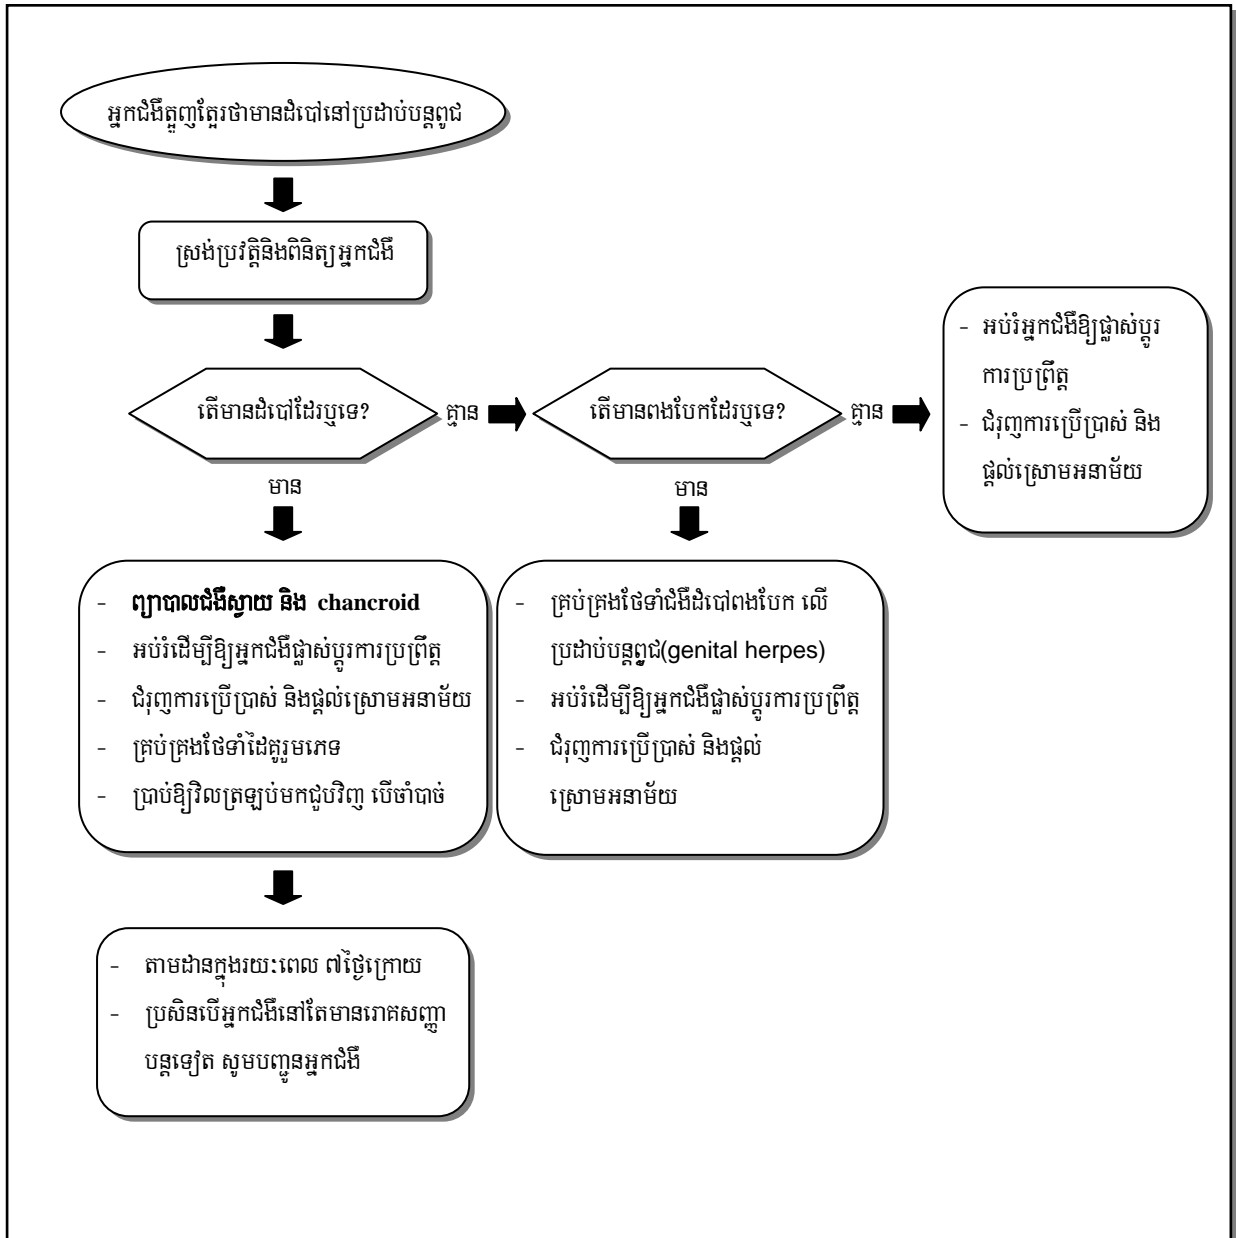 អ្នកជំងឺត្អូញត្អែរថាមានដំបៅនៅប្រដាប់បន្តពូជ
ស្រង់ប្រវត្តិនិងពិនិត្យអ្នកជំងឺ
តើមានដំបៅដែរឬទេ?
គ្មាន
តើមានពងបែកដែរឬទេ?
គ្មាន
- អប់រំអ្នកជំងឺឱ្យផ្លាស់ប្តូរ
ការប្រព្រឹត្ត
- ជំរុញការប្រើប្រាស់ និង
ផ្តល់ស្រោមអនាម័យ
មាន
មាន
- ព្យាបាលជំងឺស្វាយ និង chancroid
- អប់រំដើម្បីឱ្យអ្នកជំងឺផ្លាស់ប្តូរការប្រព្រឹត្ត
- ជំរុញការប្រើប្រាស់ និងផ្តល់ស្រោមអនាម័យ
- គ្រប់គ្រងថែទាំដៃគូរួមភេទ
- ប្រាប់ឱ្យវិលត្រឡប់មកជួបវិញ បើចាំបាច់
- គ្រប់គ្រងថែទាំជំងឺដំបៅពងបែក លើ
ប្រដាប់បន្តពូជ(genital herpes)
- អប់រំដើម្បីឱ្យអ្នកជំងឺផ្លាស់ប្តូរការប្រព្រឹត្ត
- ជំរុញការប្រើប្រាស់ និងផ្តល់
ស្រោមអនាម័យ
- តាមដានក្នុងរយៈពេល ៧ថ្ងៃក្រោយ
- ប្រសិនបើអ្នកជំងឺនៅតែមានរោគសញ្ញា
បន្តទៀត សូមបញ្ជូនអ្នកជំងឺ